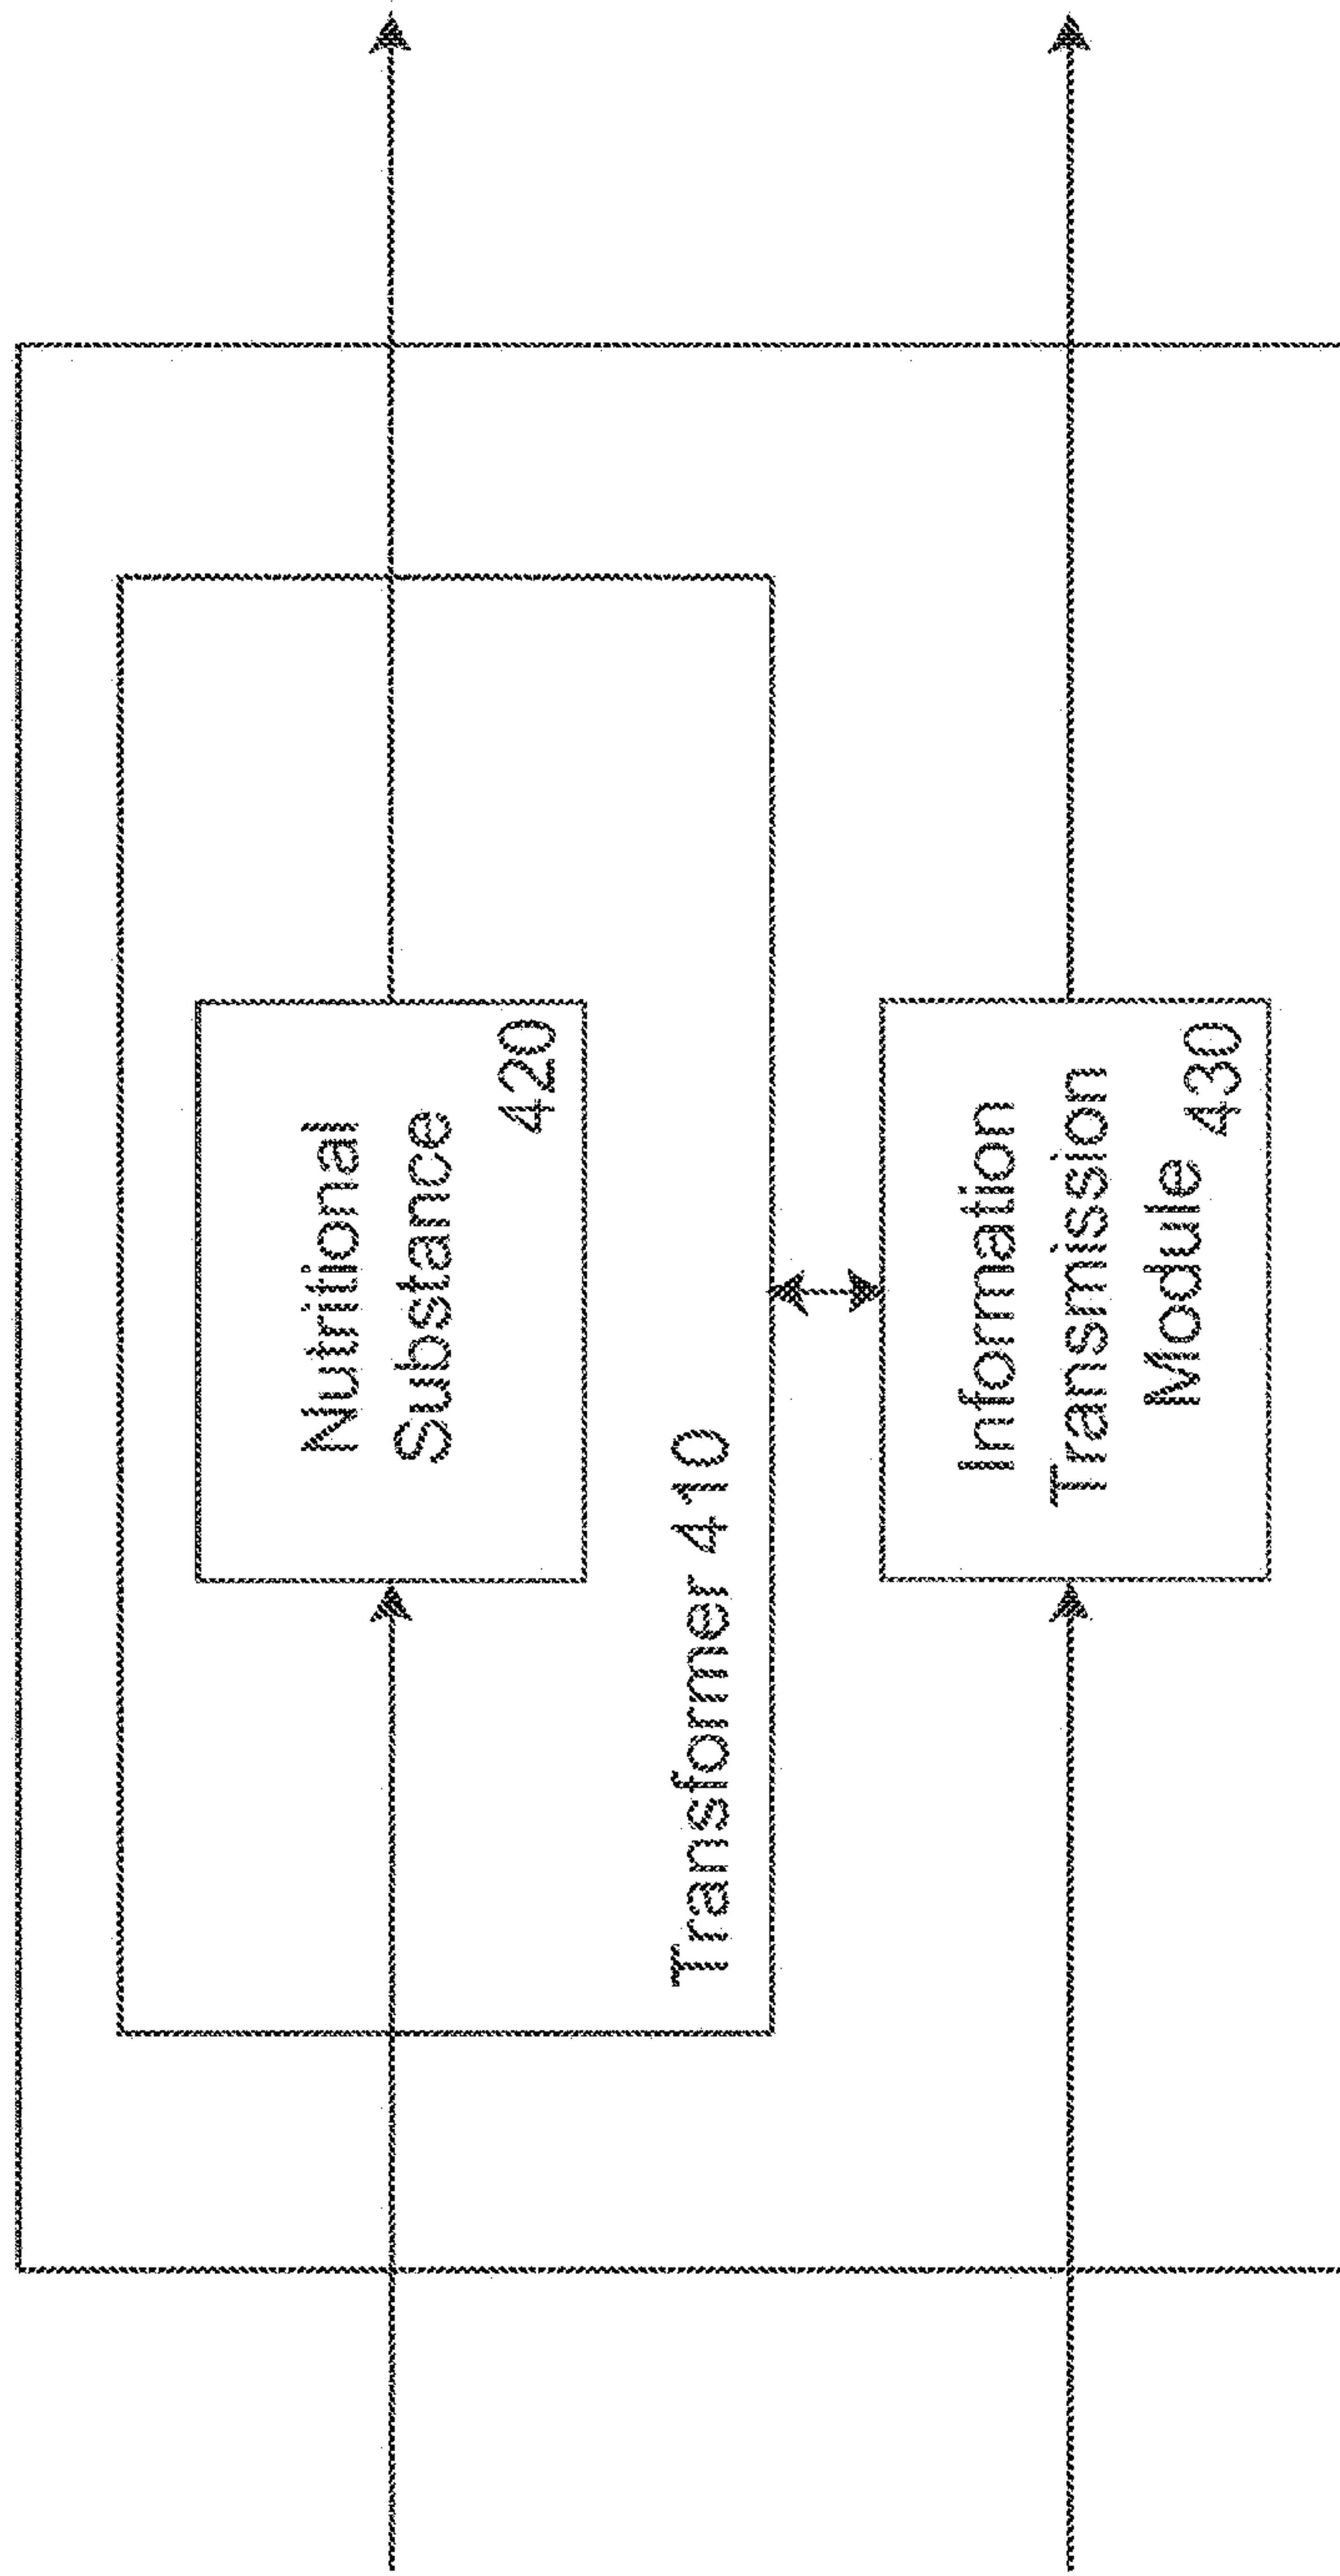 Nutritional
Substance
420
Transformer 410
Information
Transmission
Module 430